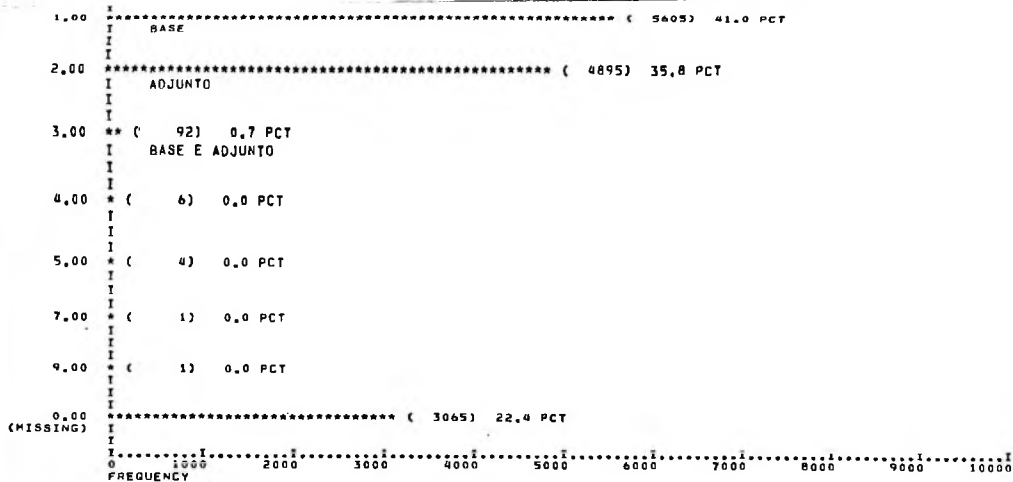 I
1.00 ******************************************************** ( 5605) 41.0 PCT
I BASE
I
I
2.00 ************************************************* ( 4895) 35.8 PCT
I ADJUNTO
I
I
3.00 ** ( 92) 0.7 PCT
I BASE E ADJUNTO
I
I
4.00 * ( 6) 0.0 PCT
I
I
I
5.00 * ( 4) 0.0 PCT
I
I
7.00 * ( 1) 0.0 PCT
I
I
9.00 * ( 1) 0.0 PCT
I
I
0.00 ******************************** ( 3065) 22.4 PCT
(MISSING) I
I
I.........I.........I.........I.........I.........I.........I.........I.........I.........I.........I
0 1000 2000 3000 4000 5000 6000 7000 8000 9000 10000
FREQUENCY